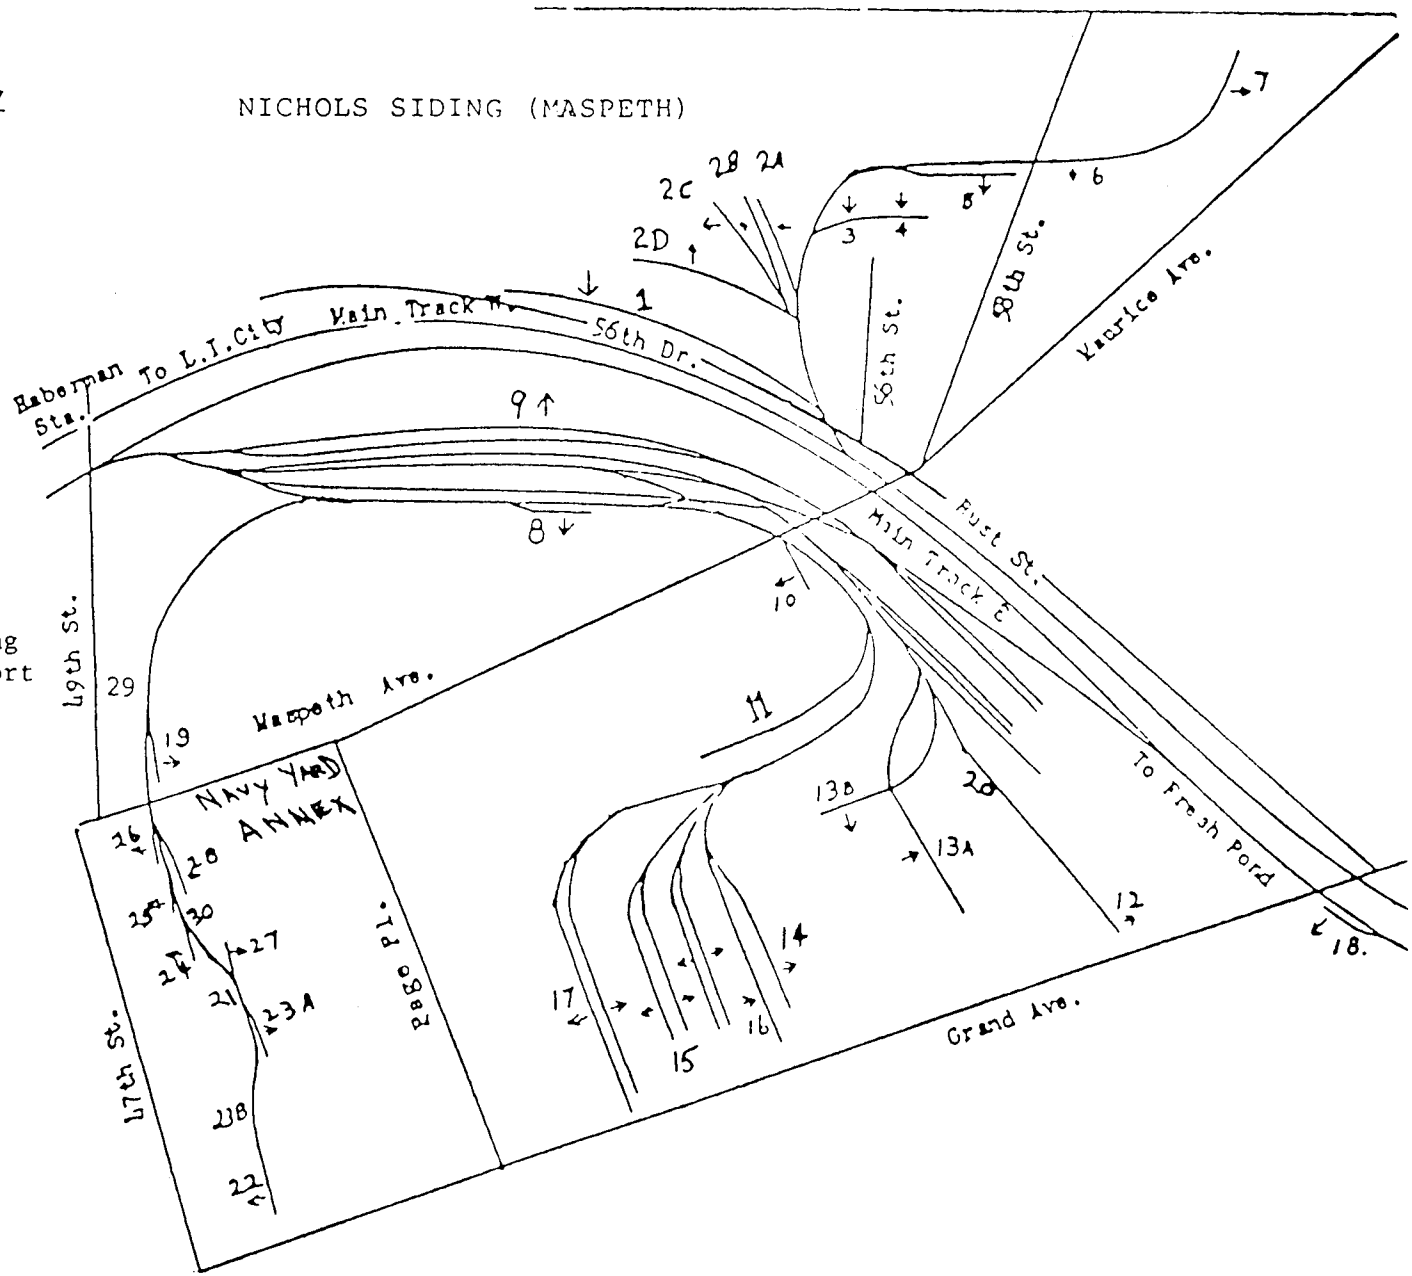 NICHOLS SIDING (MASPETH)
7
2B 2A
2C
6
5
2D
3 4
58th St.
1
Maurice Ave.
Main Track W.
56th Dr.
56th St.
To L.I.City
Haberman
Sta.
9
8
Rust St.
Main Track E
10
49th St.
29
Maspeth Ave.
11
19
NAVY YARD
ANNEX
To Fresh Pond
13B
20
13A
26
28
25
30
12
27
24
14
18.
21
23A
Page Pl.
17
16
Grand Ave.
15
47th St.
23B
22